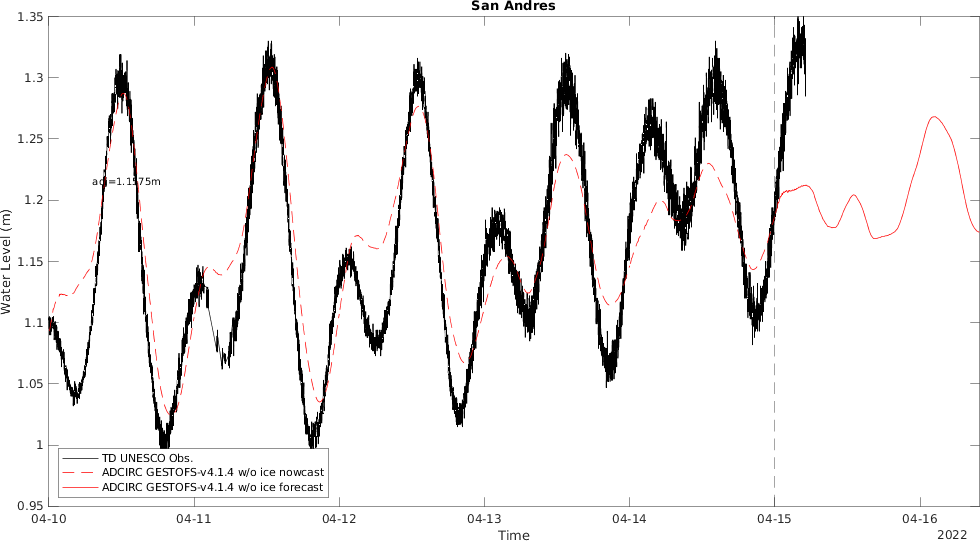 San Andres
1.35
1.3
1.25
1.2
1.15
1.1
1.05
1
0.95
Water Level (m)
adj=1.1575m
TD UNESCO Obs.
ADCIRC GESTOFS-v4.1.4 w/o ice nowcast
ADCIRC GESTOFS-v4.1.4 w/o ice forecast
04-10
04-11
04-12
04-13
04-14
04-15
04-16
Time
2022